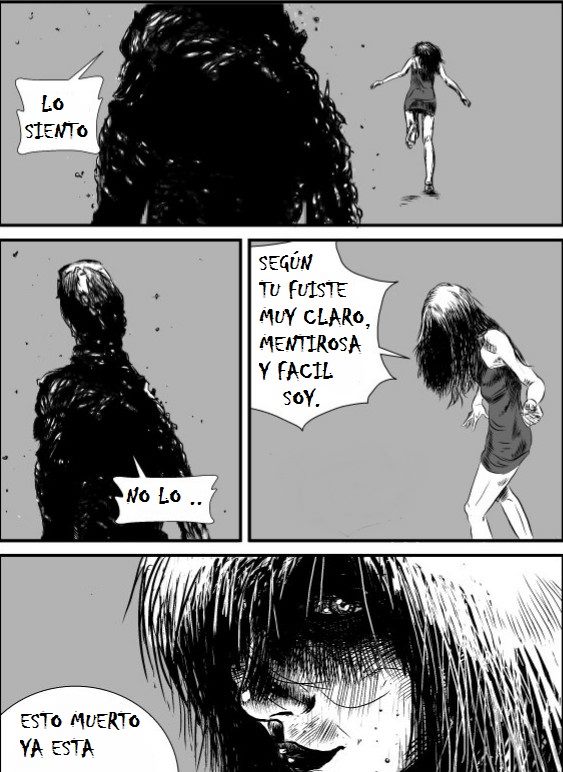 LO
SIENTO
SEGÚN
TU FUISTE
MUY CLARO,
MENTIROSA
Y FACIL
SOY.
NO LO ..
ESTO MUERTO
YA ESTA